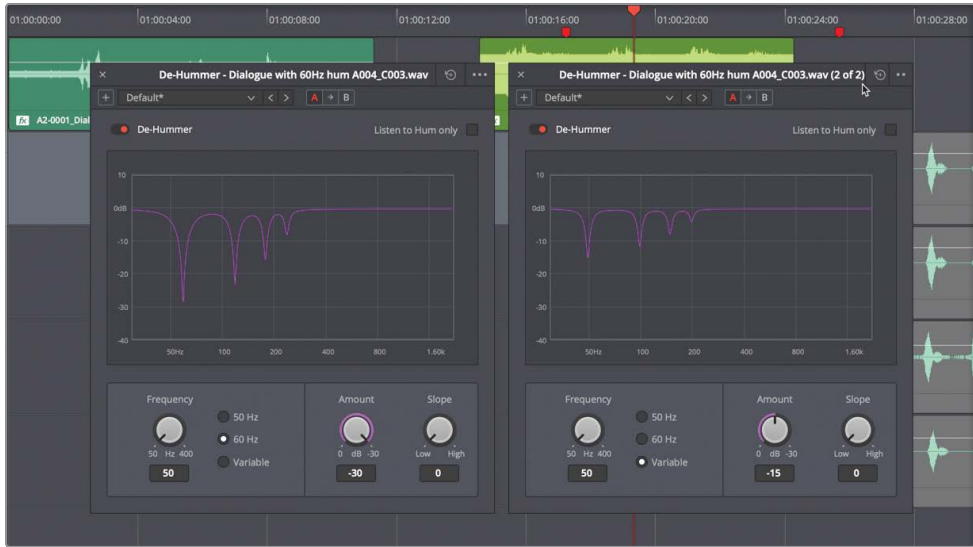 01:00:00:00 01:00:04:00 01:00:08:00 01:00:12:00 01:00:16:00 01:00:20:00 01:00:24:00 01:00:28:00
De-Hummer - Dialogue with 60Hz hum A004_C003.wav
Default*
A B
De-Hummer
Listen to Hum only
10
0dB
-10
-20
-30
-40
50Hz 100 200 400 800 1.60k
Frequency
50 Hz 400
50
50 Hz
60 Hz
Variable
Amount
0 dB -30
-30
Slope
Low High
0
De-Hummer - Dialogue with 60Hz hum A004_C003.wav (2 of 2)
Default*
A B
De-Hummer
Listen to Hum only
10
0dB
-10
-20
-30
-40
50Hz 100 200 400 800 1.60k
Frequency
50 Hz 400
50
50 Hz
60 Hz
Variable
Amount
0 dB -30
-15
Slope
Low High
0
fx A2-0001_Dial